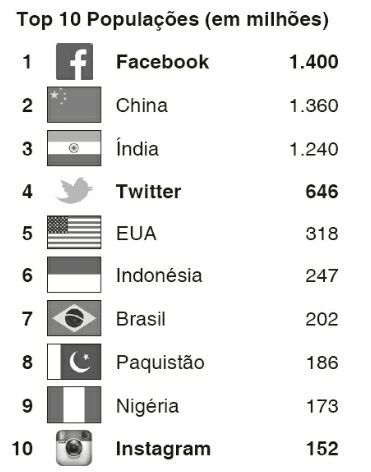 Top 10 Populações (em milhões)
1 Facebook 1.400
2 China 1.360
3 Índia 1.240
4 Twitter 646
5 EUA 318
6 Indonésia 247
7 Brasil 202
8 Paquistão 186
9 Nigéria 173
10 Instagram 152